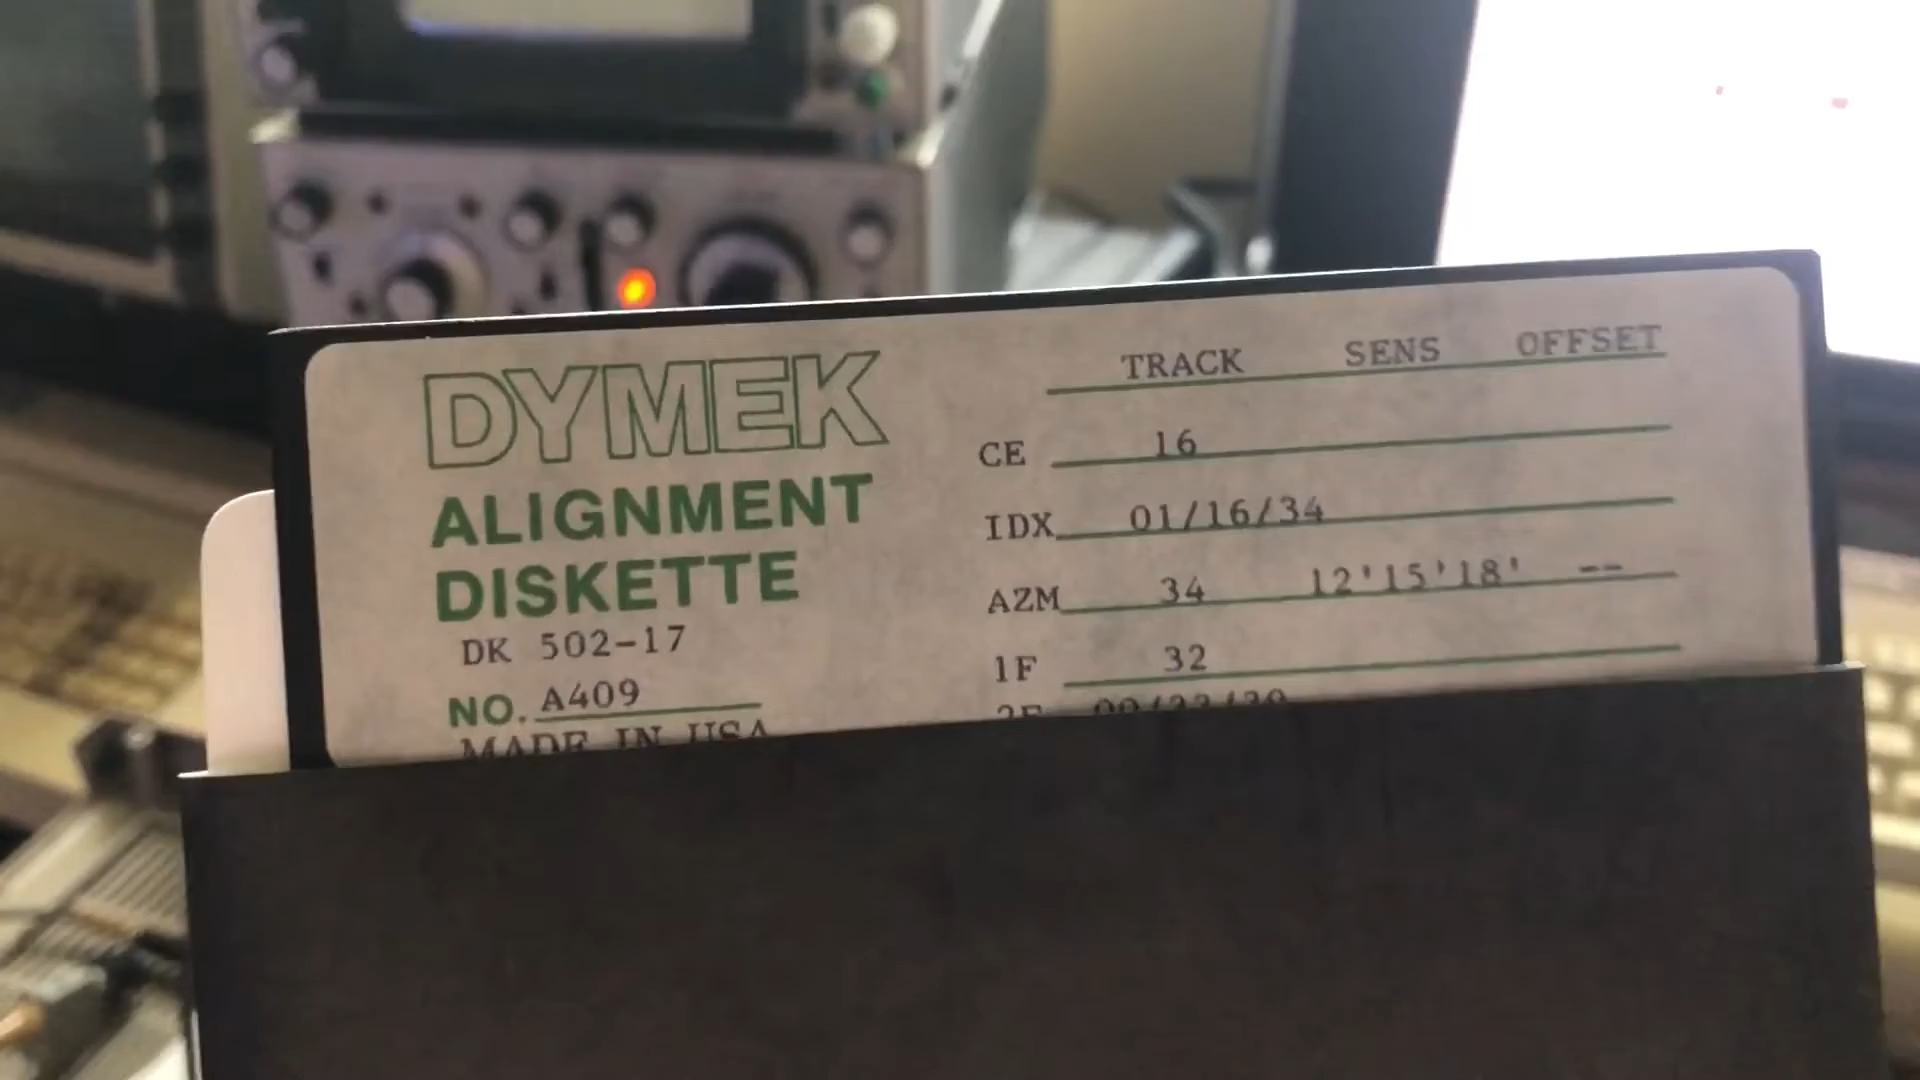 DYMEK
ALIGNMENT
DISKETTE
DK 502-17
NO. A409
MADE IN USA
TRACK SENS OFFSET
CE 16
IDX 01/16/34
AZM 34 12'15'18' --
1F 32
2F